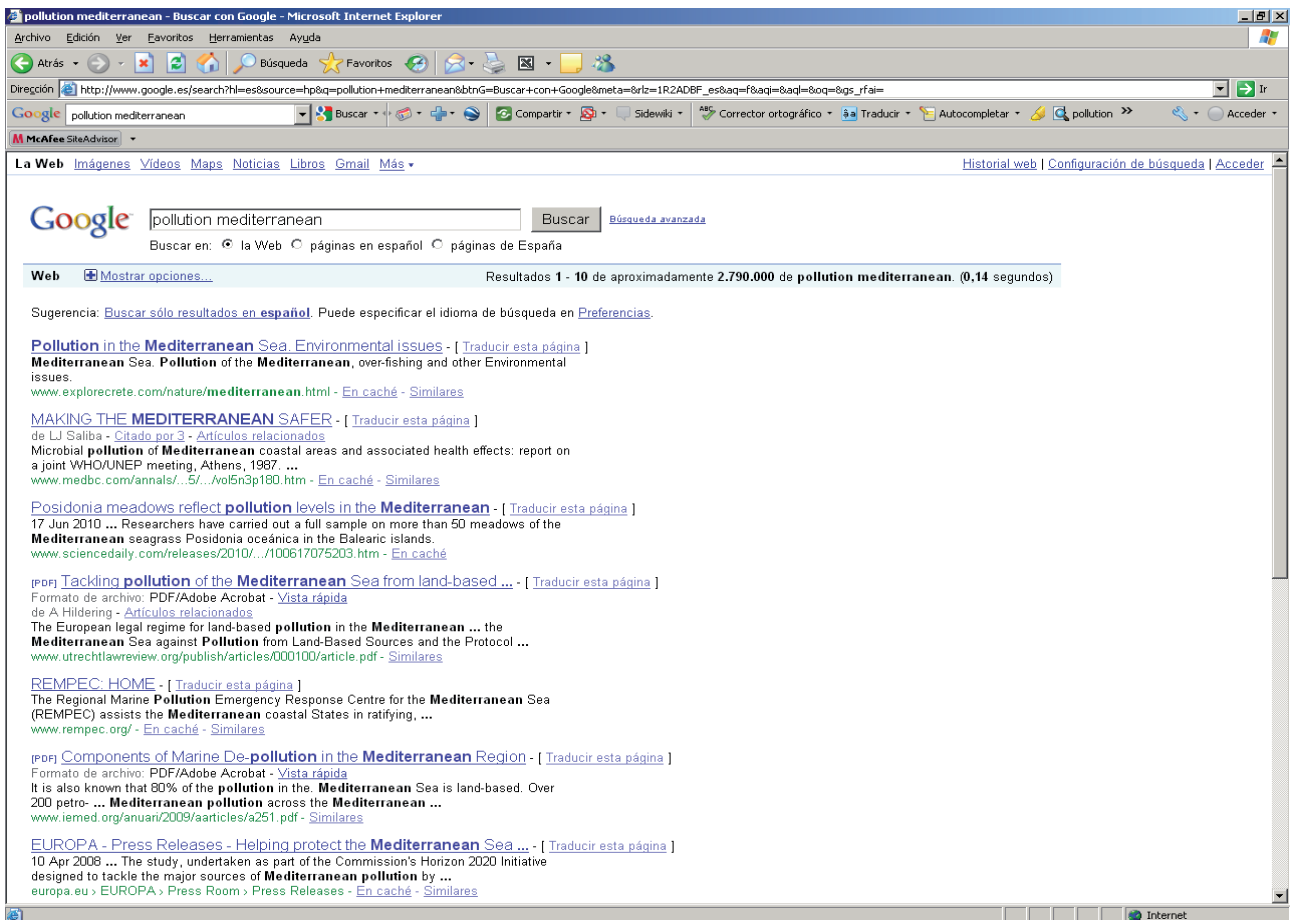 pollution mediterranean - Buscar con Google - Microsoft Internet Explorer
Archivo Edición Ver Favoritos Herramientas Ayuda
Atrás Búsqueda Favoritos
Dirección http://www.google.es/search?hl=es&source=hp&q=pollution+mediterranean&btnG=Buscar+con+Google&meta=&rlz=1R2ADBF_es&aq=f&aqi=&aql=&oq=&gs_rfai= Ir
Google pollution mediterranean Buscar Compartir Sidewiki Corrector ortográfico Traducir Autocompletar pollution » Acceder
McAfee SiteAdvisor
La Web Imágenes Vídeos Maps Noticias Libros Gmail Más Historial web | Configuración de búsqueda | Acceder
Google pollution mediterranean Buscar Búsqueda avanzada
Buscar en: la Web páginas en español páginas de España
Web Mostrar opciones... Resultados 1 - 10 de aproximadamente 2.790.000 de pollution mediterranean. (0,14 segundos)
Sugerencia: Buscar sólo resultados en español. Puede especificar el idioma de búsqueda en Preferencias.
Pollution in the Mediterranean Sea. Environmental issues - [ Traducir esta página ]
Mediterranean Sea. Pollution of the Mediterranean, over-fishing and other Environmental
issues.
www.explorecrete.com/nature/mediterranean.html - En caché - Similares
MAKING THE MEDITERRANEAN SAFER - [ Traducir esta página ]
de LJ Saliba - Citado por 3 - Artículos relacionados
Microbial pollution of Mediterranean coastal areas and associated health effects: report on
a joint WHO/UNEP meeting, Athens, 1987. ...
www.medbc.com/annals/...5/.../vol5n3p180.htm - En caché - Similares
Posidonia meadows reflect pollution levels in the Mediterranean - [ Traducir esta página ]
17 Jun 2010 ... Researchers have carried out a full sample on more than 50 meadows of the
Mediterranean seagrass Posidonia oceánica in the Balearic islands.
www.sciencedaily.com/releases/2010/.../100617075203.htm - En caché
[PDF] Tackling pollution of the Mediterranean Sea from land-based ... - [ Traducir esta página ]
Formato de archivo: PDF/Adobe Acrobat - Vista rápida
de A Hildering - Artículos relacionados
The European legal regime for land-based pollution in the Mediterranean ... the
Mediterranean Sea against Pollution from Land-Based Sources and the Protocol ...
www.utrechtlawreview.org/publish/articles/000100/article.pdf - Similares
REMPEC: HOME - [ Traducir esta página ]
The Regional Marine Pollution Emergency Response Centre for the Mediterranean Sea
(REMPEC) assists the Mediterranean coastal States in ratifying, ...
www.rempec.org/ - En caché - Similares
[PDF] Components of Marine De-pollution in the Mediterranean Region - [ Traducir esta página ]
Formato de archivo: PDF/Adobe Acrobat - Vista rápida
It is also known that 80% of the pollution in the. Mediterranean Sea is land-based. Over
200 petro- ... Mediterranean pollution across the Mediterranean ...
www.iemed.org/anuari/2009/aarticles/a251.pdf - Similares
EUROPA - Press Releases - Helping protect the Mediterranean Sea ... - [ Traducir esta página ]
10 Apr 2008 ... The study, undertaken as part of the Commission's Horizon 2020 Initiative
designed to tackle the major sources of Mediterranean pollution by ...
europa.eu › EUROPA › Press Room › Press Releases - En caché - Similares
Internet